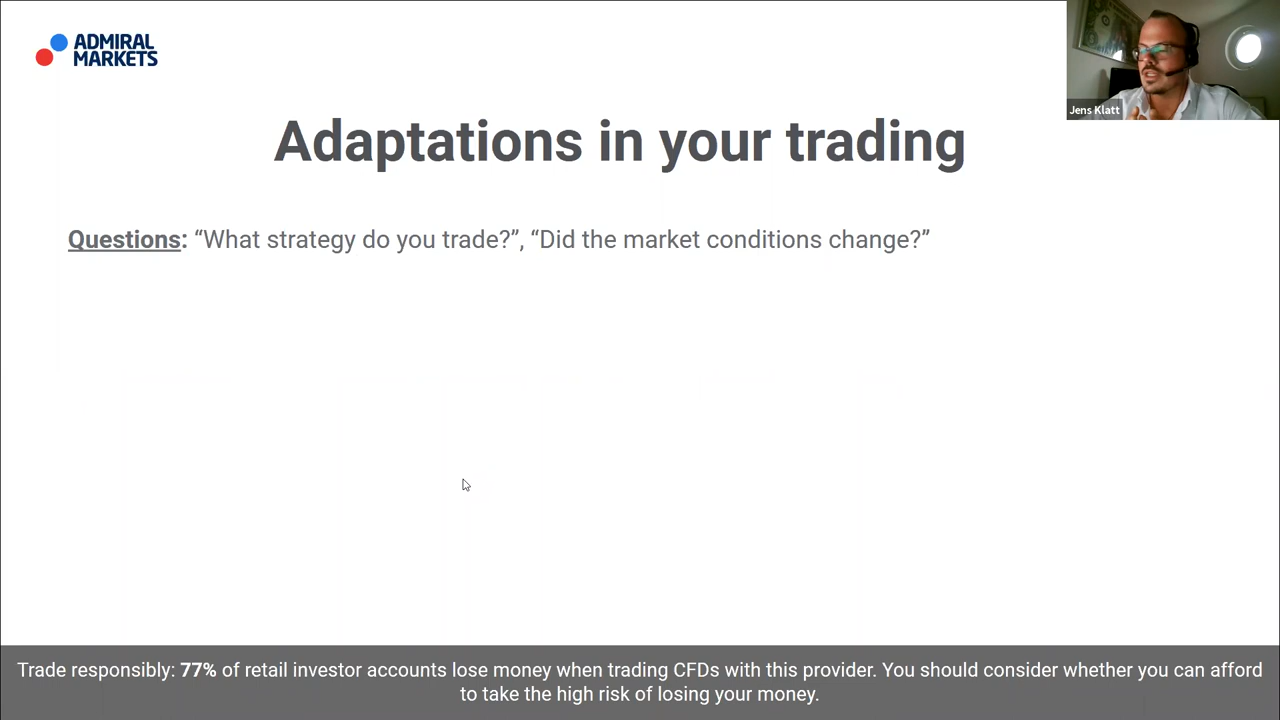 ADMIRAL
MARKETS
Jens Klatt
Adaptations in your trading
Questions: “What strategy do you trade?”, “Did the market conditions change?”
Trade responsibly: 77% of retail investor accounts lose money when trading CFDs with this provider. You should consider whether you can afford
to take the high risk of losing your money.